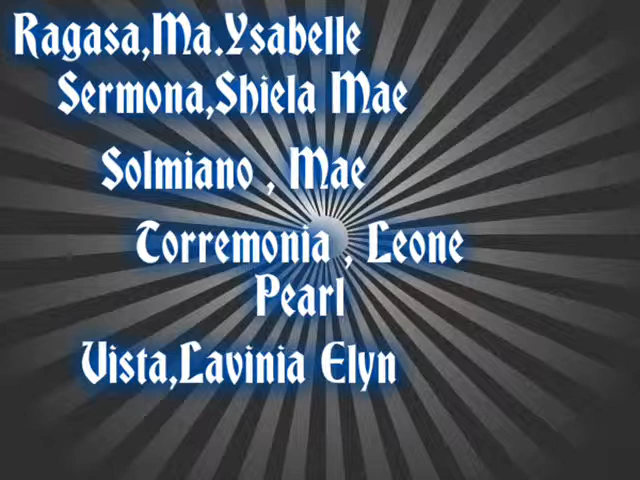 Ragasa,Ma.Ysabelle
Sermona,Shiela Mae
Solmiano , Mae
Torremonia , Leone
Pearl
Vista,Lavinia Elyn